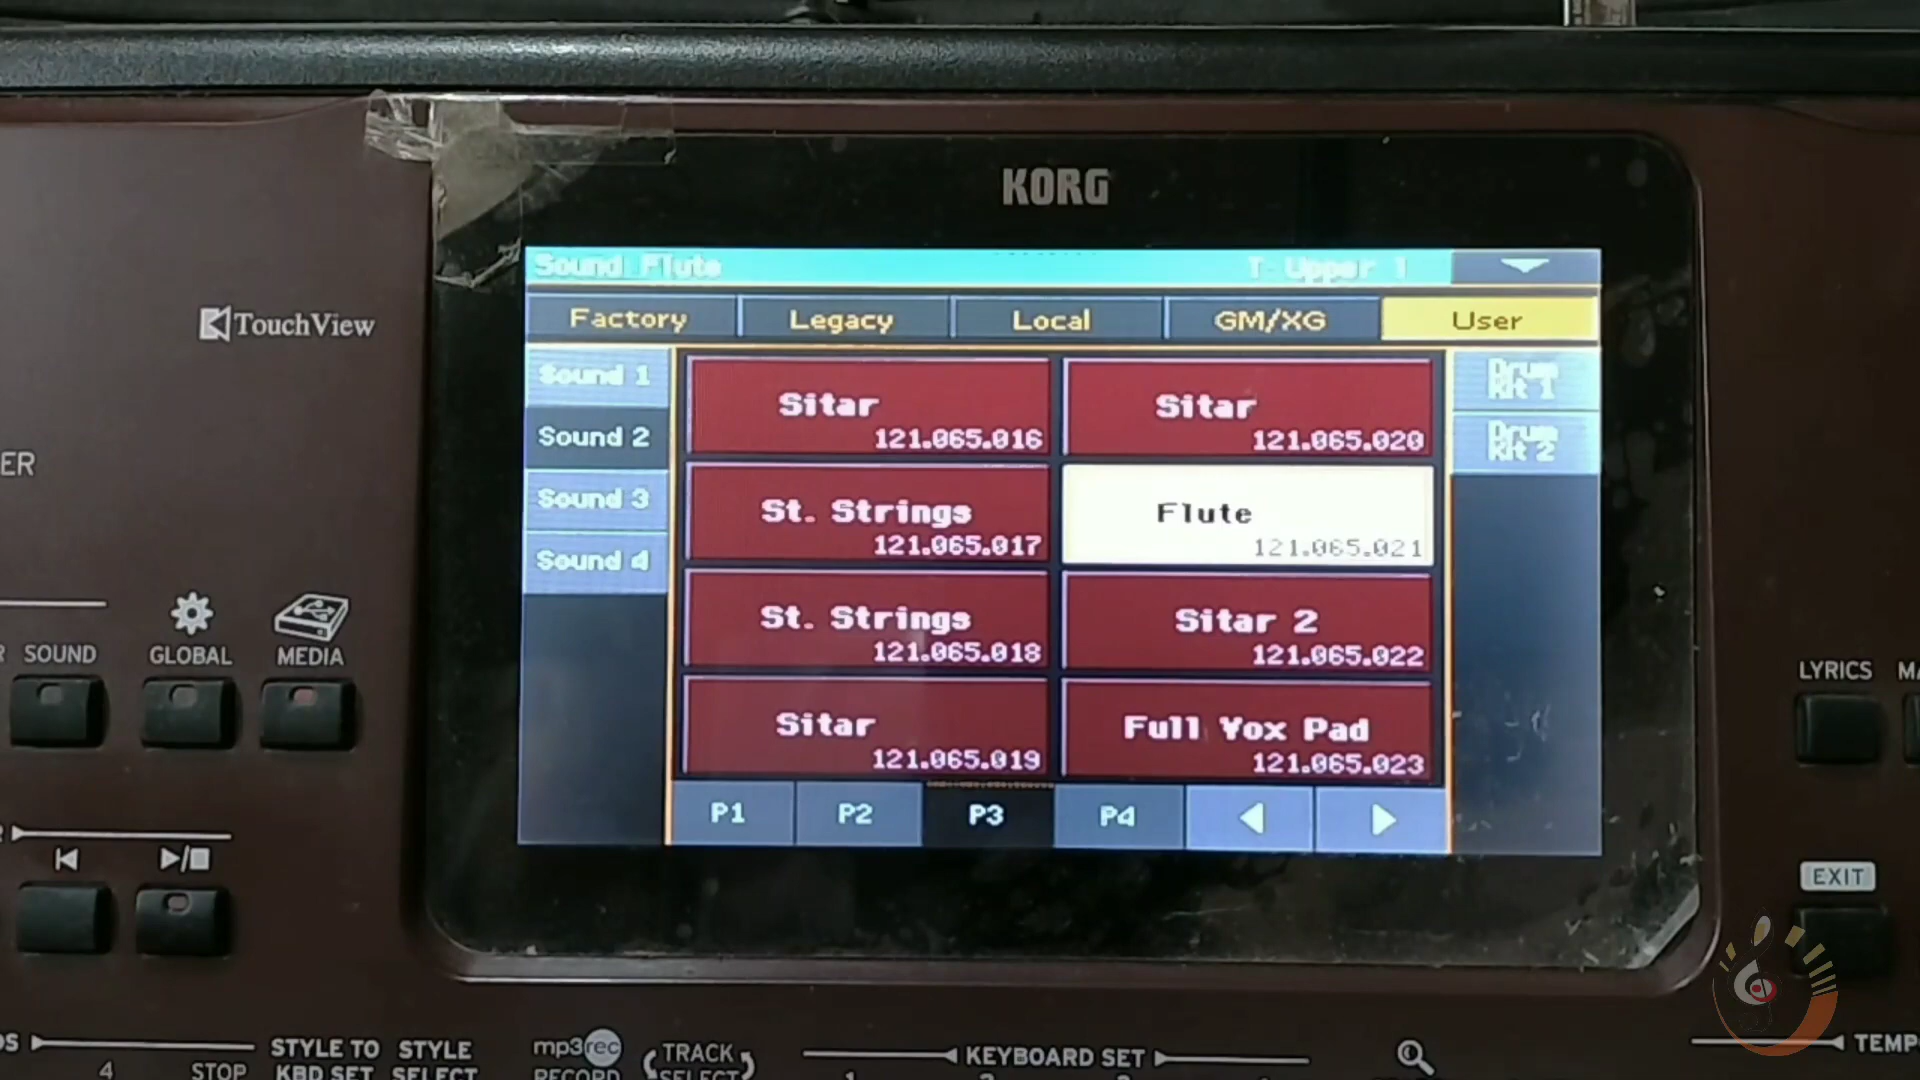 KORG
Sound Flute T- Upper 1
Factory Legacy Local GM/XG User
Sound 1
Sound 2
Sound 3
Sound 4
Sitar
121.065.016
Sitar
121.065.020
St. Strings
121.065.017
Flute
121.065.021
St. Strings
121.065.018
Sitar 2
121.065.022
Sitar
121.065.019
Full Vox Pad
121.065.023
Drum
Kit 1
Drum
Kit 2
P1 P2 P3 P4
TouchView
ER
SOUND GLOBAL MEDIA
LYRICS
EXIT
STYLE TO
KBD SET
STYLE
SELECT
mp3rec
RECORD
TRACK
SELECT
KEYBOARD SET
4 STOP